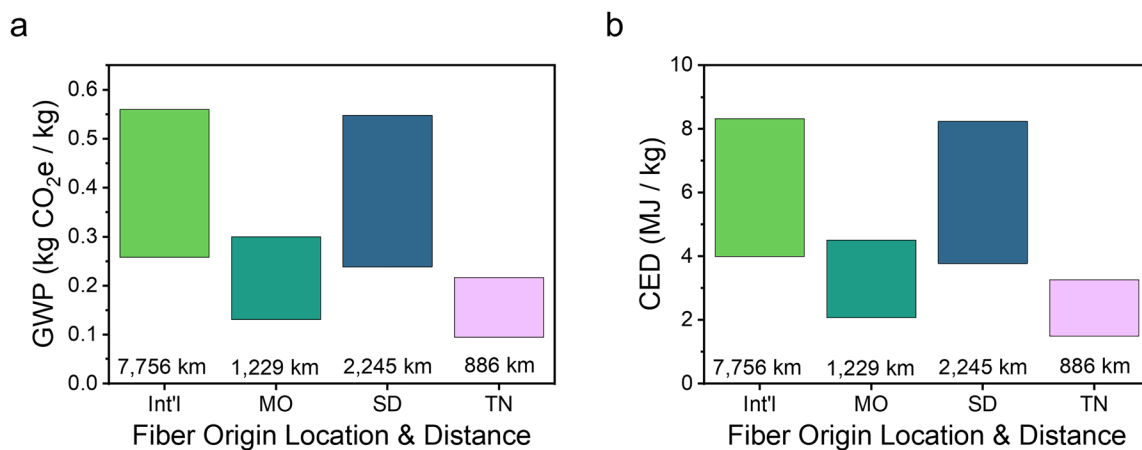 a
GWP (kg CO₂e / kg)
0.6
0.5
0.4
0.3
0.2
0.1
0.0
7,756 km 1,229 km 2,245 km 886 km
Int'l MO SD TN
Fiber Origin Location & Distance
b
CED (MJ / kg)
10
8
6
4
2
0
7,756 km 1,229 km 2,245 km 886 km
Int'l MO SD TN
Fiber Origin Location & Distance